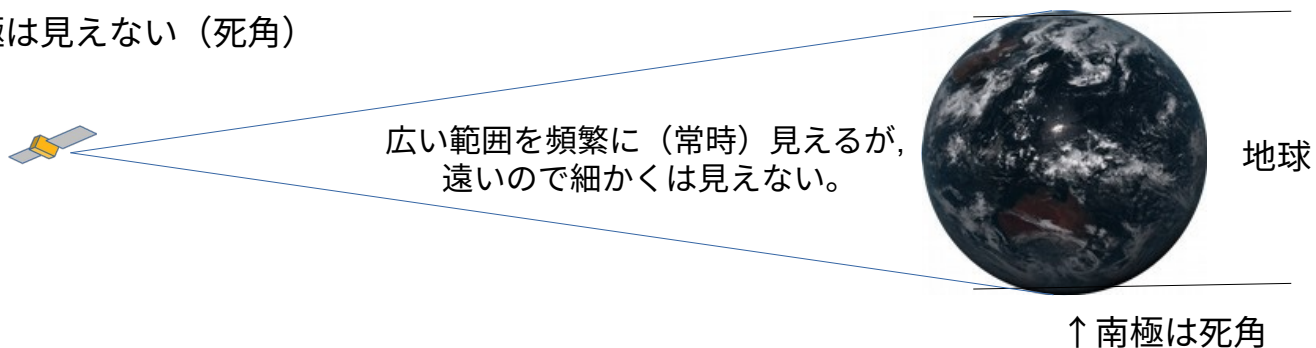 は見えない（死角）
広い範囲を頻繁に（常時）見えるが,
遠いので細かくは見えない。
地球
↑南極は死角